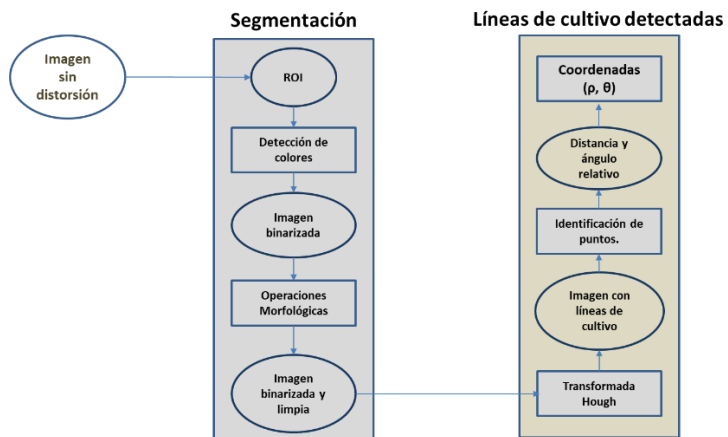 Segmentación
Imagen
sin
distorsión
ROI
Detección de
colores
Imagen
binarizada
Operaciones
Morfológicas
Imagen
binarizada y
limpia
Líneas de cultivo detectadas
Coordenadas
(ρ, θ)
Distancia y
ángulo
relativo
Identificación de
puntos.
Imagen con
líneas de
cultivo
Transformada
Hough